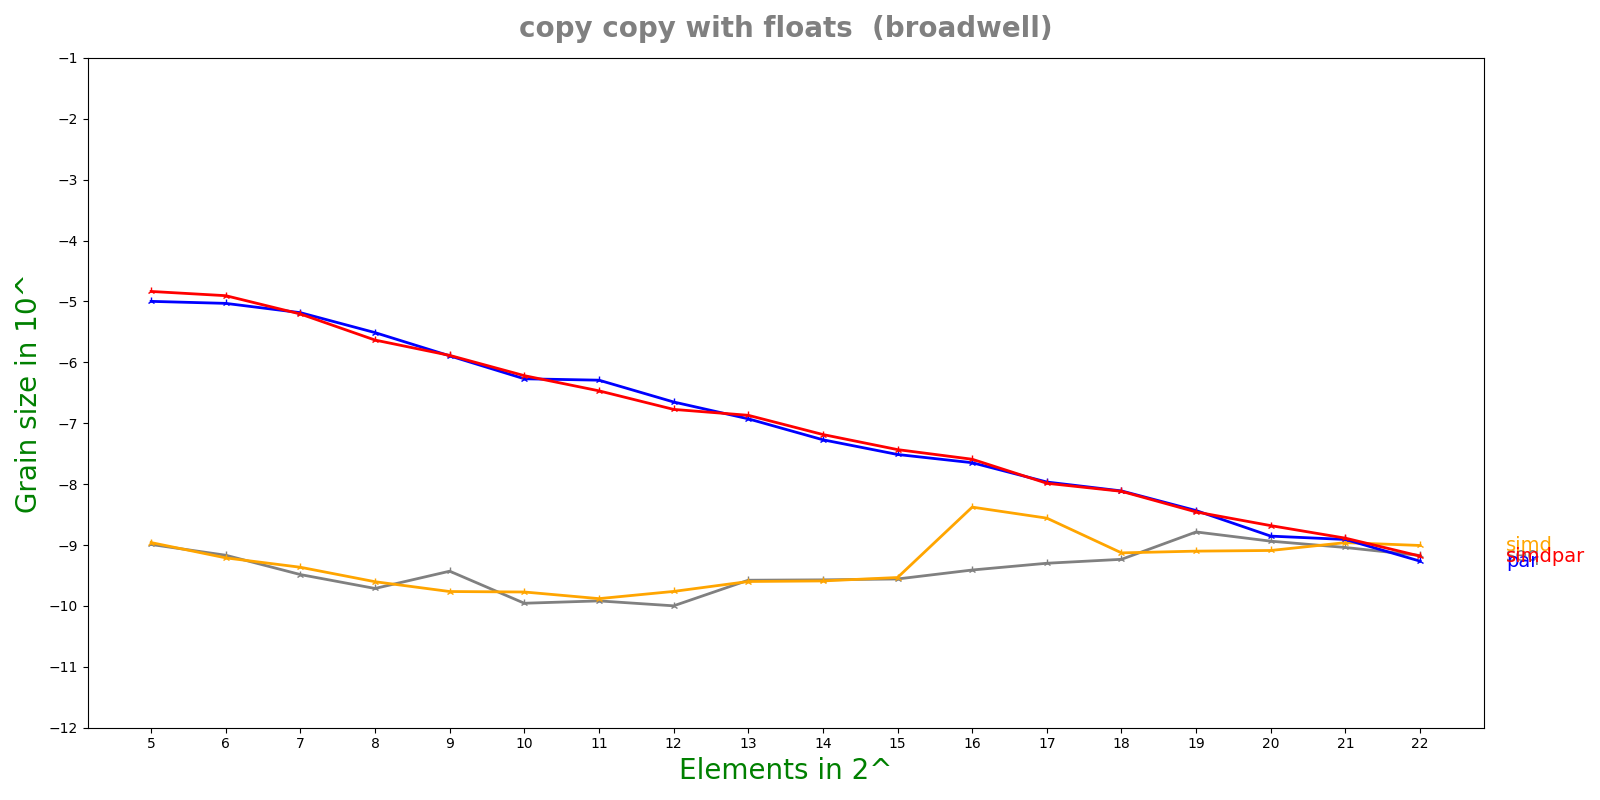 copy copy with floats (broadwell)
−1
−2
−3
−4
−5
−6
−7
−8
−9
−10
−11
−12
Grain size in 10^
5 6 7 8 9 10 11 12 13 14 15 16 17 18 19 20 21 22
Elements in 2^
simd
simdpar
par